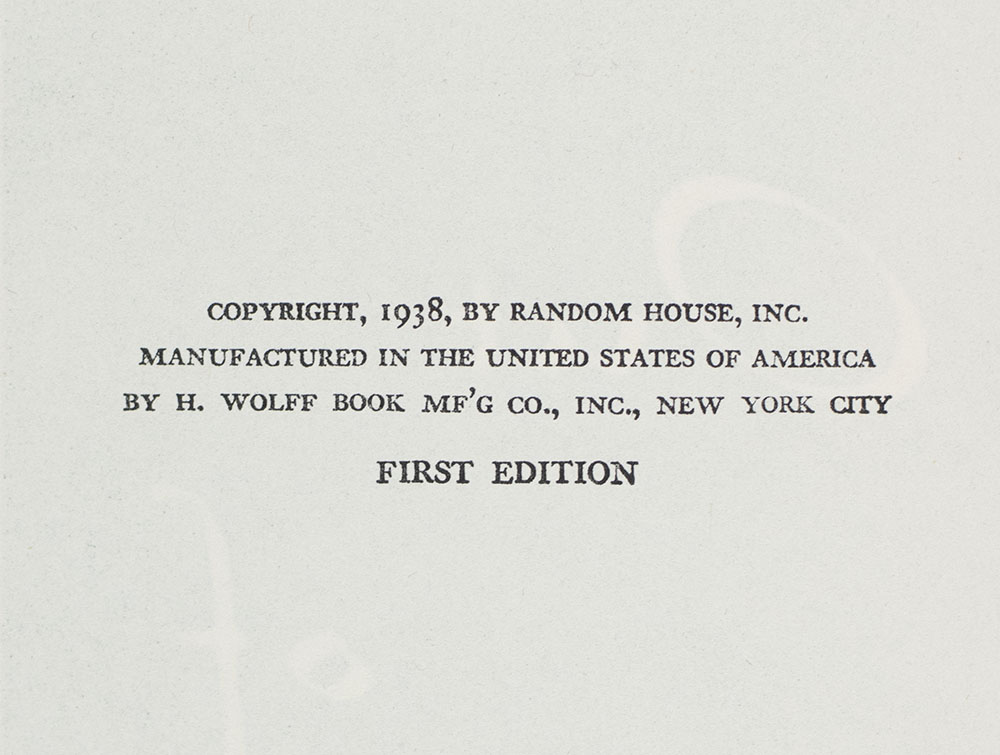 COPYRIGHT, 1938, BY RANDOM HOUSE, INC.
MANUFACTURED IN THE UNITED STATES OF AMERICA
BY H. WOLFF BOOK MF'G CO., INC., NEW YORK CITY
FIRST EDITION